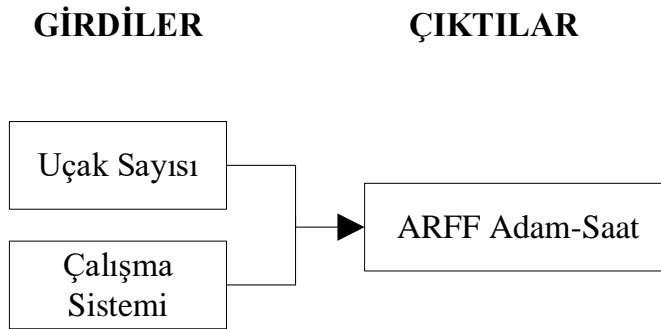 GİRDİLER
ÇIKTILAR
Uçak Sayısı
ARFF Adam-Saat
Çalışma
Sistemi